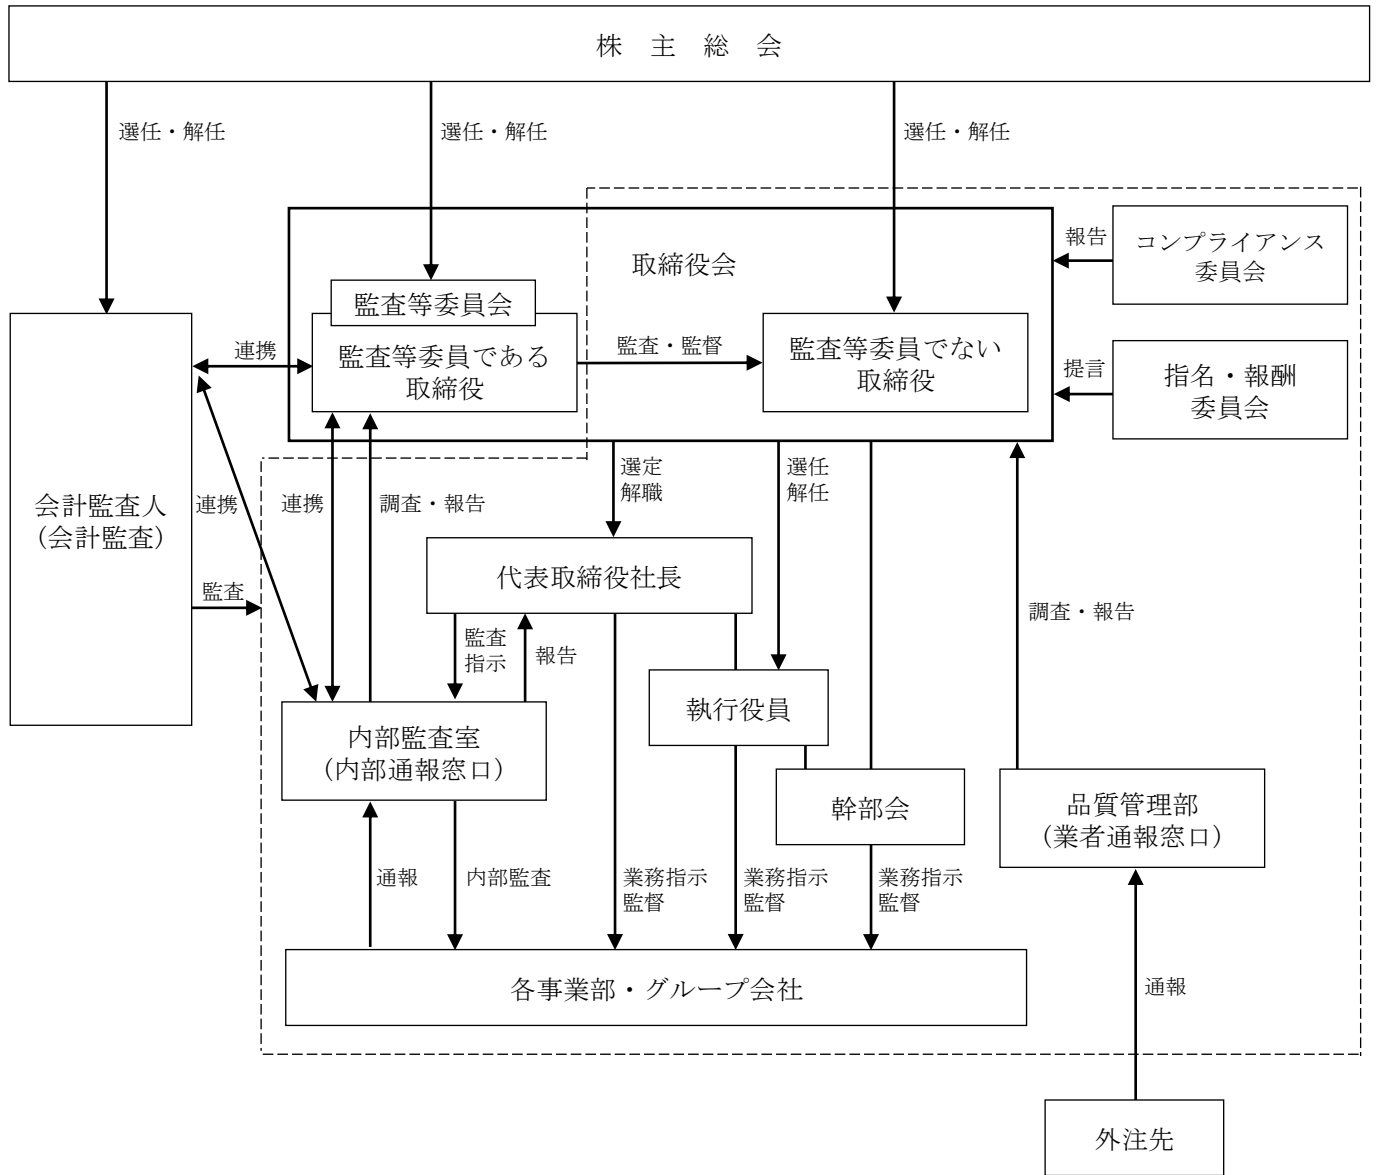 株　主　総　会
選任・解任
選任・解任
選任・解任
取締役会
報告
コンプライアンス
委員会
監査等委員会
連携
監査等委員である
取締役
監査・監督
監査等委員でない
取締役
提言
指名・報酬
委員会
会計監査人
（会計監査）
連携
連携
調査・報告
選定
解職
選任
解任
代表取締役社長
監査
監査
指示
報告
調査・報告
執行役員
内部監査室
（内部通報窓口）
幹部会
品質管理部
（業者通報窓口）
通報
内部監査
業務指示
監督
業務指示
監督
業務指示
監督
各事業部・グループ会社
通報
外注先